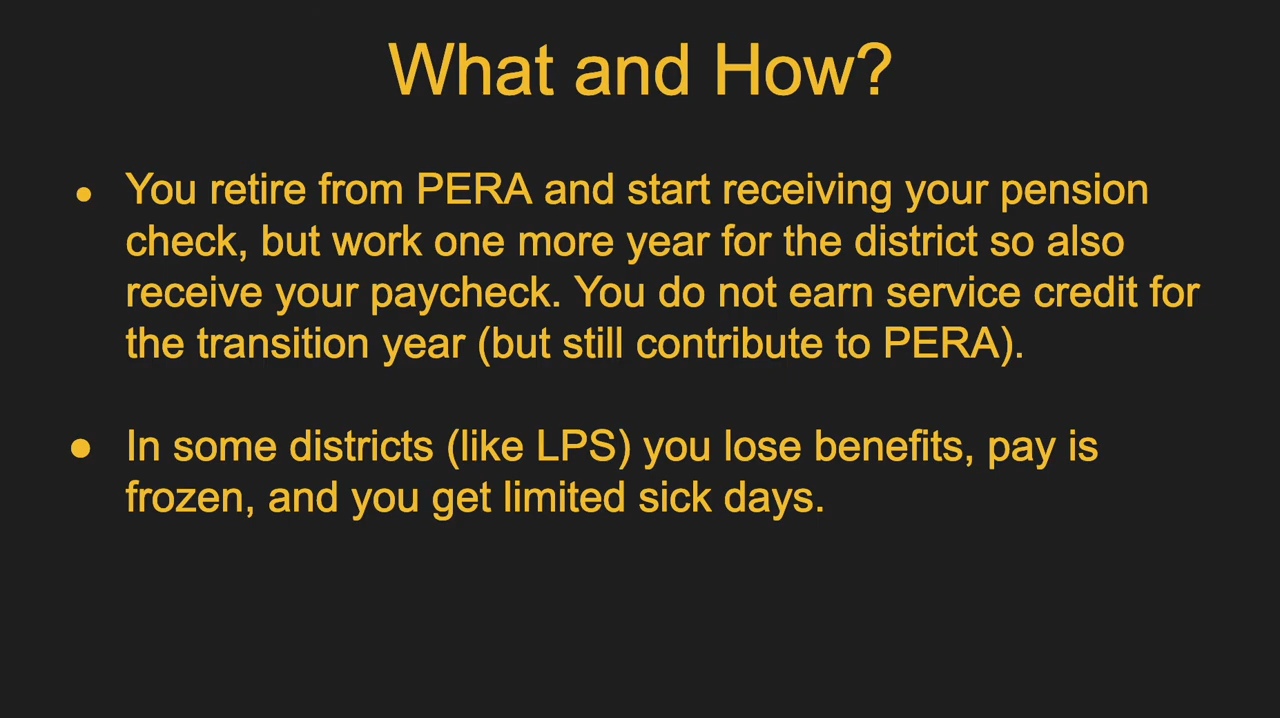 What and How?
● You retire from PERA and start receiving your pension
check, but work one more year for the district so also
receive your paycheck. You do not earn service credit for
the transition year (but still contribute to PERA).
● In some districts (like LPS) you lose benefits, pay is
frozen, and you get limited sick days.